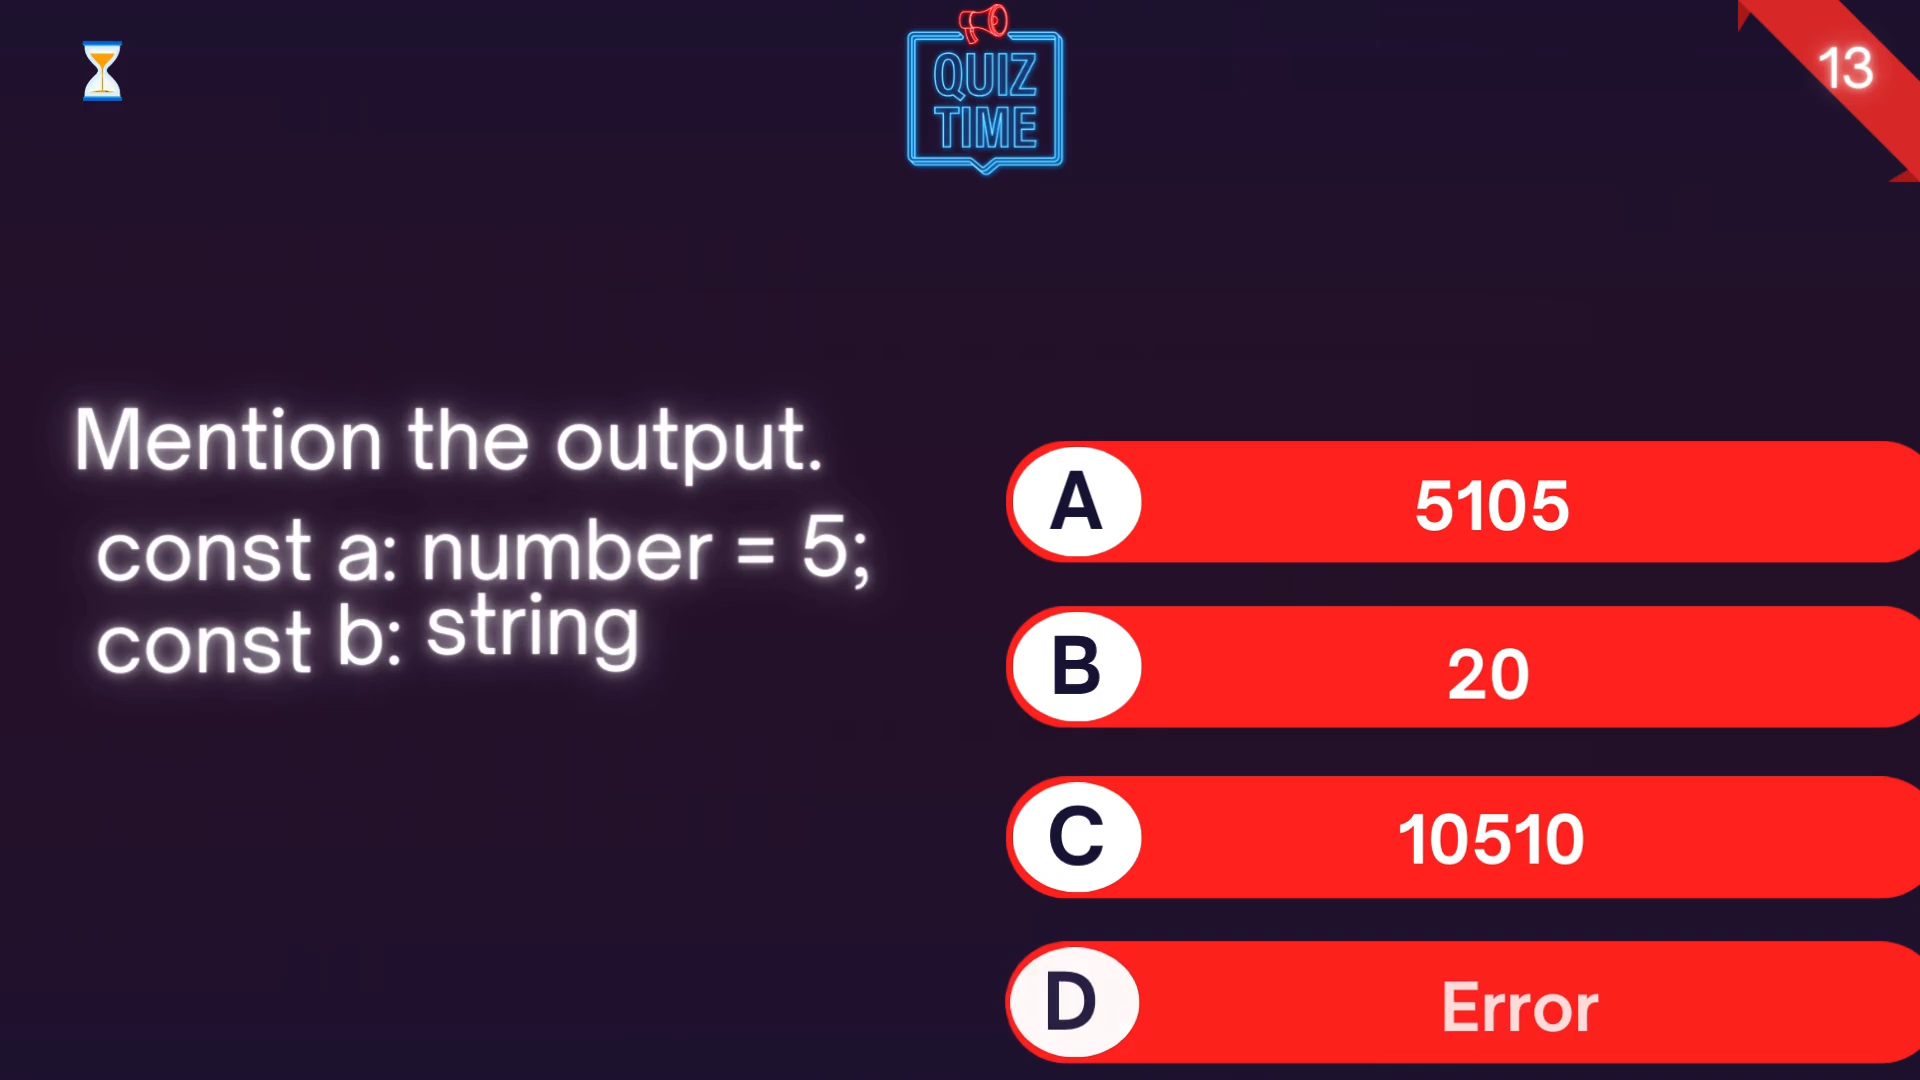 QUIZ
TIME
13
Mention the output.
const a: number = 5;
const b: string
A 5105
B 20
C 10510
D Error